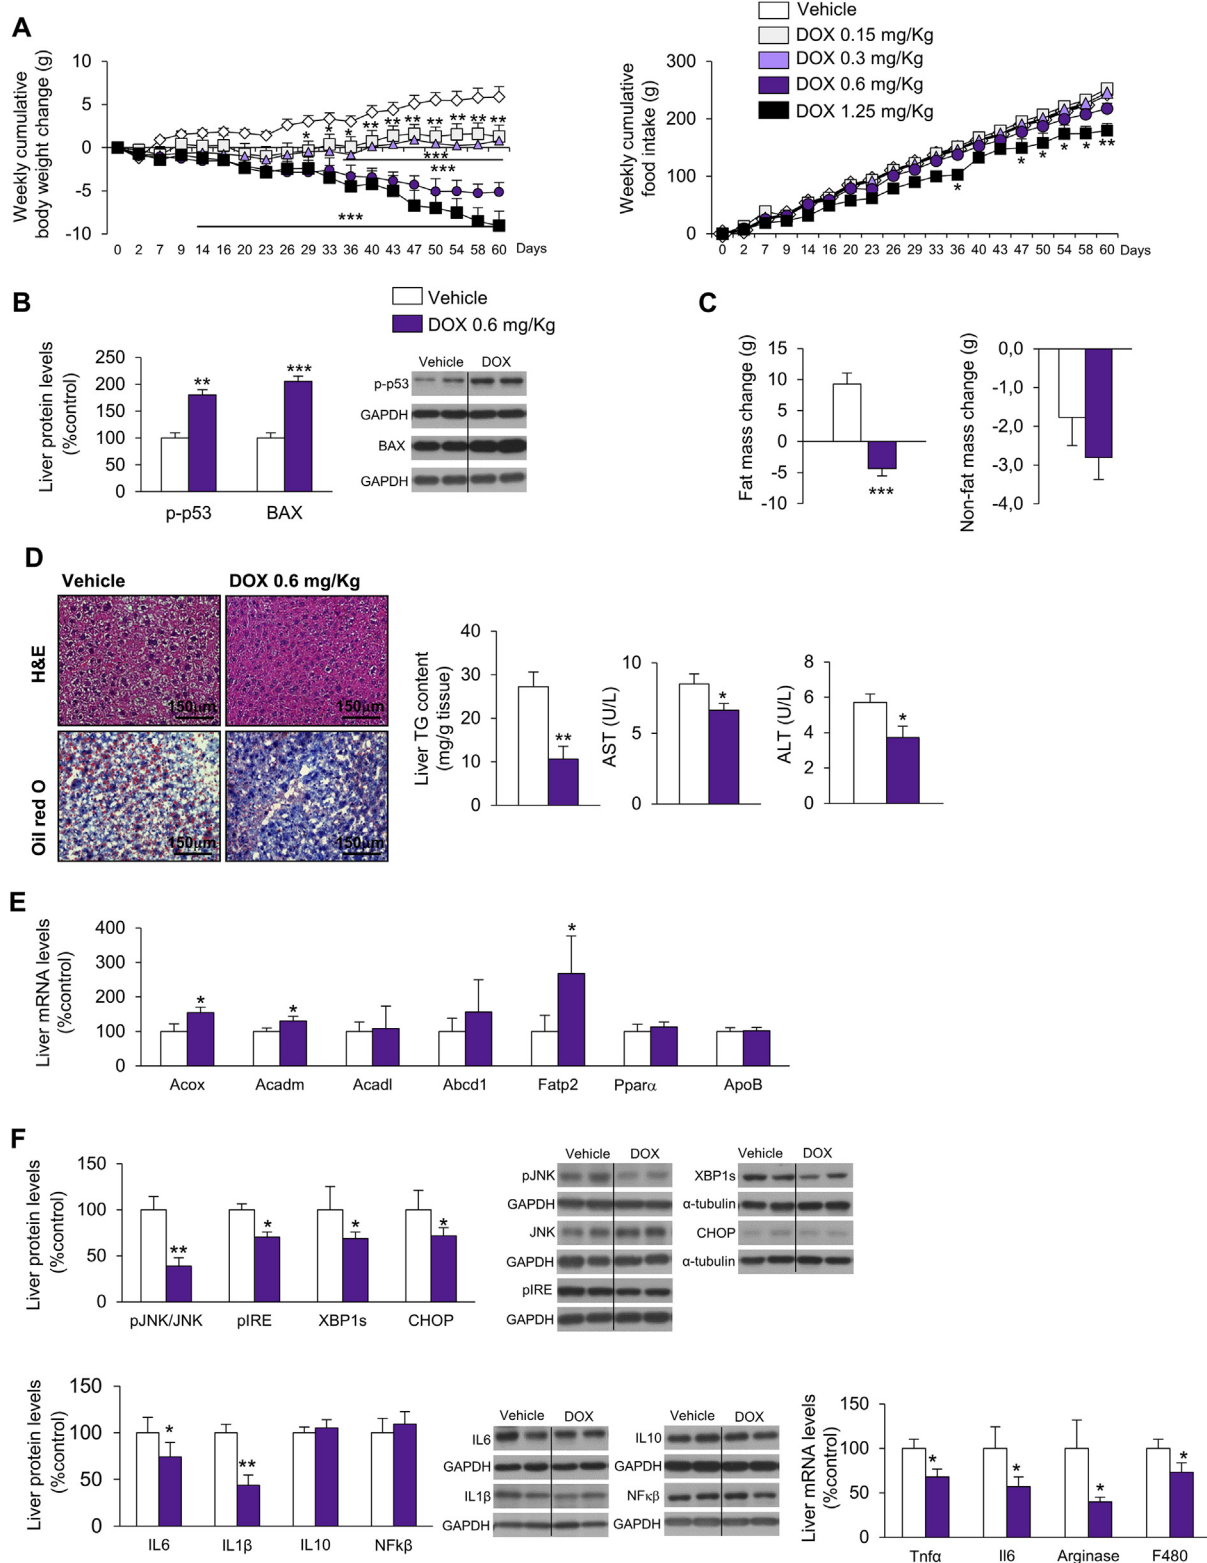 A
Vehicle
DOX 0.15 mg/Kg
DOX 0.3 mg/Kg
DOX 0.6 mg/Kg
DOX 1.25 mg/Kg
Weekly cumulative
body weight change (g)
10
5
0
-5
-10
* * * ** ** ** ** ** ** **
***
***
***
0 2 7 9 14 16 20 23 26 29 33 36 40 43 47 50 54 58 60 Days
Weekly cumulative
food intake (g)
300
200
100
0
* * * * * **
0 2 7 9 14 16 20 23 26 29 33 36 40 43 47 50 54 58 60 Days
B
Vehicle
DOX 0.6 mg/Kg
Liver protein levels
(%control)
250
200
150
100
50
0
** ***
p-p53 BAX
Vehicle DOX
p-p53
GAPDH
BAX
GAPDH
C
Fat mass change (g)
15
10
5
0
-5
-10
***
Non-fat mass change (g)
0,0
-1,0
-2,0
-3,0
-4,0
D
Vehicle DOX 0.6 mg/Kg
H&E
150µm 150µm
Oil red O
150µm 150µm
Liver TG content
(mg/g tissue)
40
30
20
10
0
**
AST (U/L)
10
5
0
*
ALT (U/L)
8
6
4
2
0
*
E
Liver mRNA levels
(%control)
400
300
200
100
0
* * *
Acox Acadm Acadl Abcd1 Fatp2 Pparα ApoB
F
Liver protein levels
(%control)
150
100
50
0
** * * *
pJNK/JNK pIRE XBP1s CHOP
Vehicle DOX
pJNK
GAPDH
JNK
GAPDH
pIRE
GAPDH
Vehicle DOX
XBP1s
α-tubulin
CHOP
α-tubulin
Liver protein levels
(%control)
150
100
50
0
* **
IL6 IL1β IL10 NFkβ
Vehicle DOX
IL6
GAPDH
IL1β
GAPDH
Vehicle DOX
IL10
GAPDH
NFκβ
GAPDH
Liver mRNA levels
(%control)
150
100
50
0
* * * *
Tnfα Il6 Arginase F480